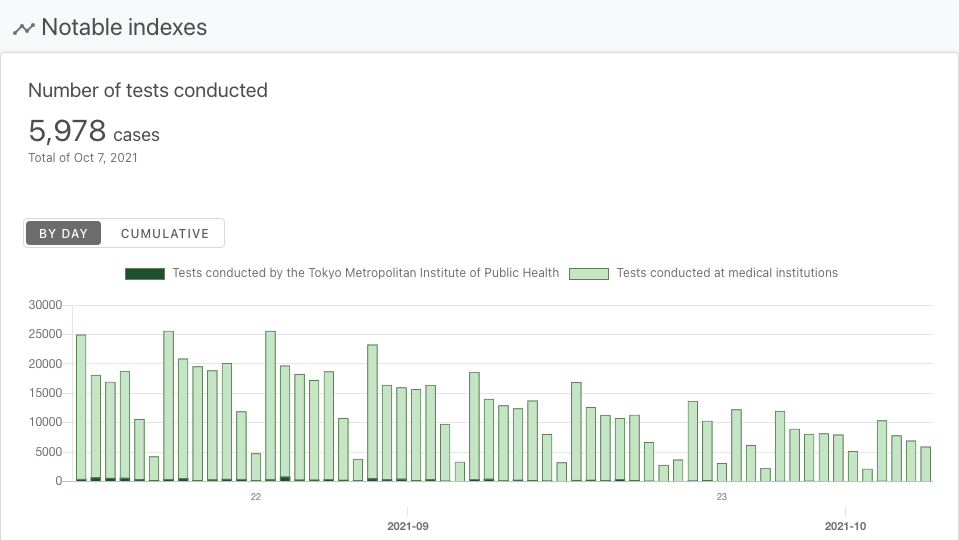 Notable indexes
Number of tests conducted
5,978 cases
Total of Oct 7, 2021
BY DAY CUMULATIVE
Tests conducted by the Tokyo Metropolitan Institute of Public Health Tests conducted at medical institutions
30000
25000
20000
15000
10000
5000
0
22 23
2021-09 2021-10